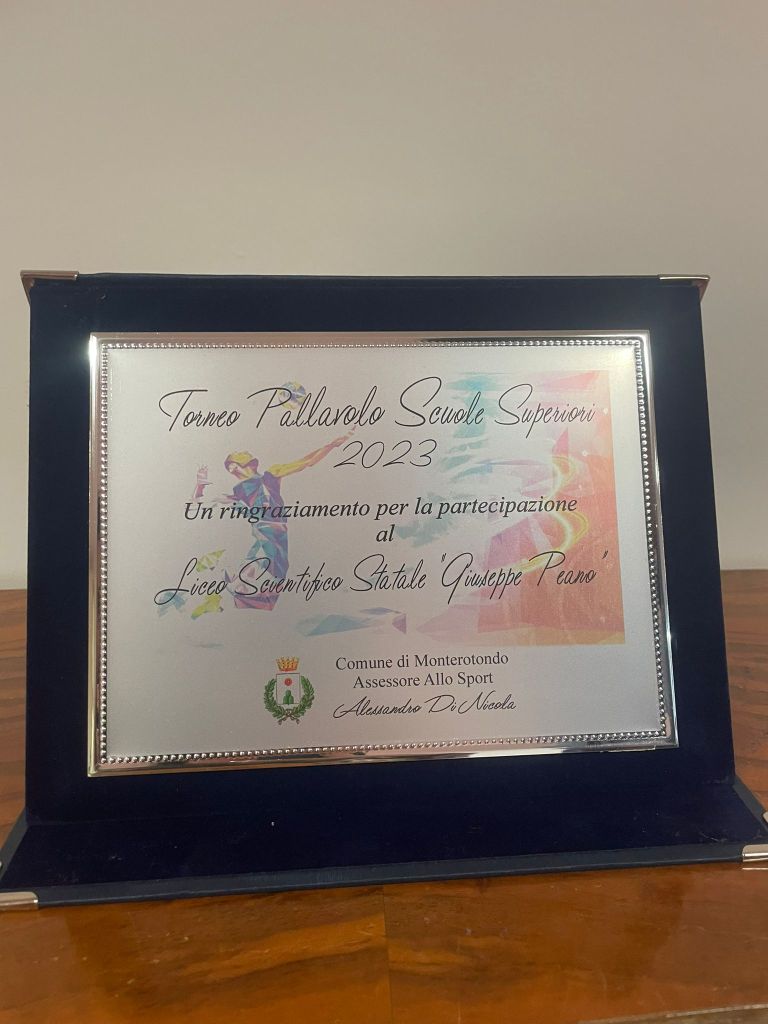 Torneo Pallavolo Scuole Superiori
2023
Un ringraziamento per la partecipazione
al
Liceo Scientifico Statale "Giuseppe Peano"
Comune di Monterotondo
Assessore Allo Sport
Alessandro Di Nicola